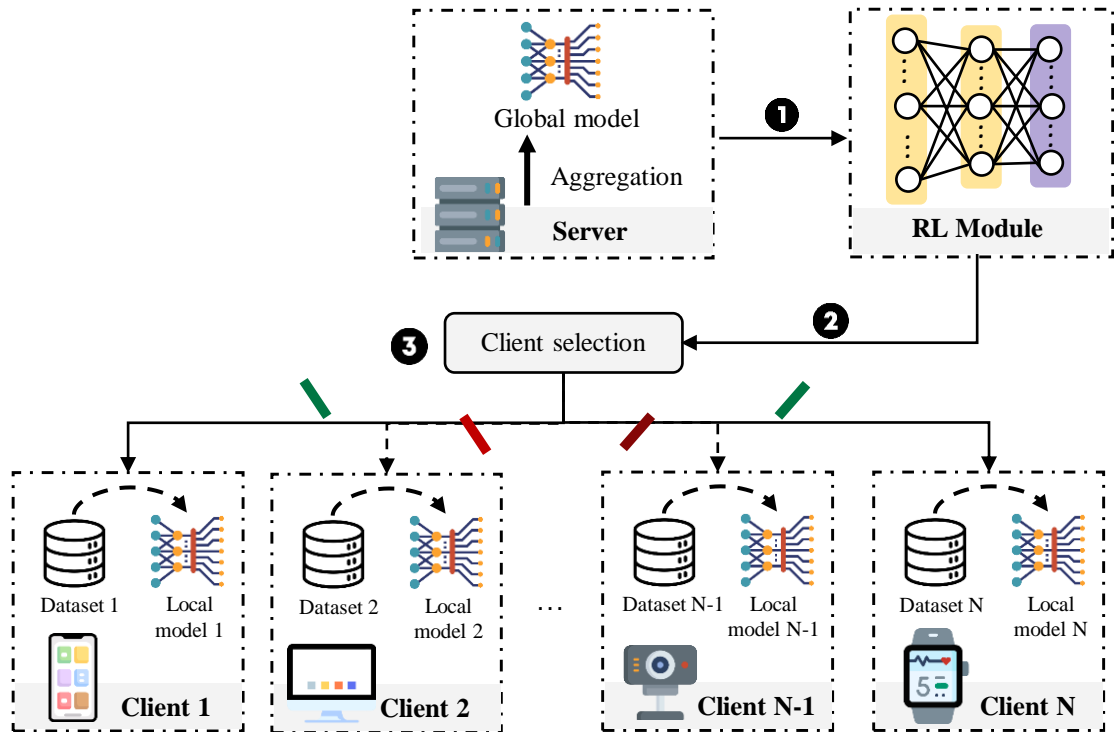 Global model
Aggregation
Server
1
RL Module
2
3
Client selection
Dataset 1
Local
model 1
Client 1
Dataset 2
Local
model 2
Client 2
...
Dataset N-1
Local
model N-1
Client N-1
Dataset N
Local
model N
5
Client N